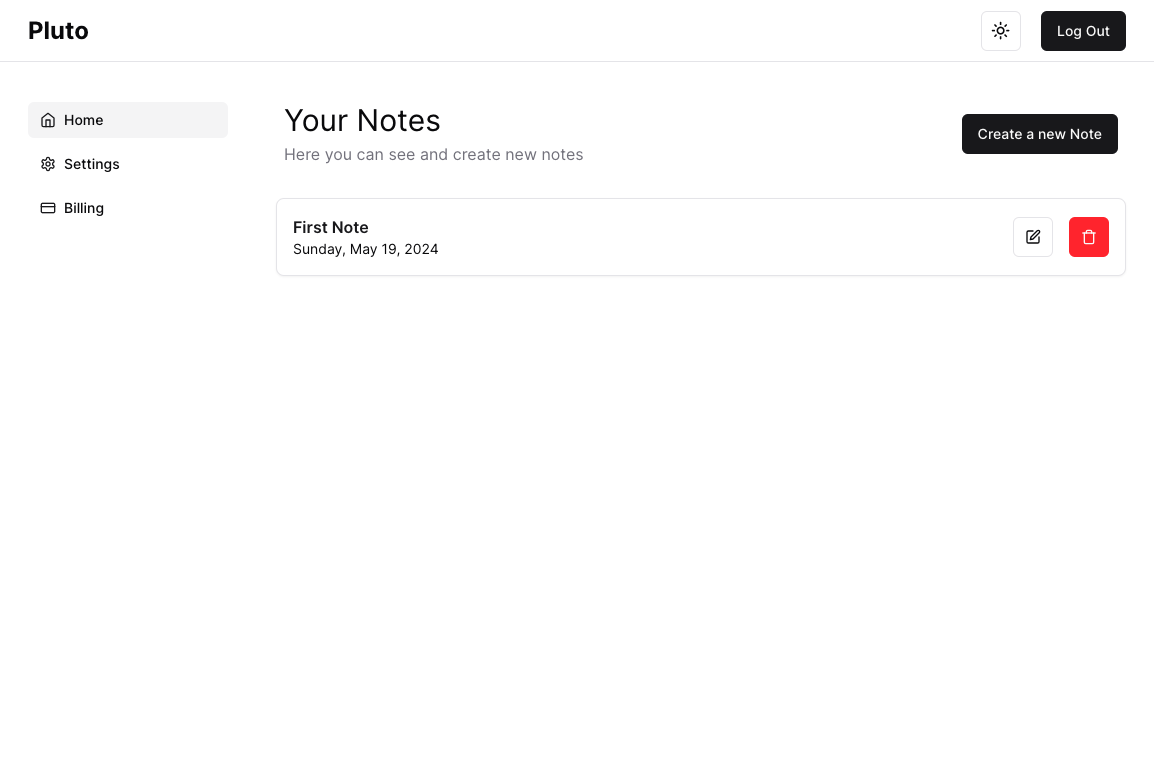 Pluto
Log Out
Home
Settings
Billing
Your Notes
Here you can see and create new notes
Create a new Note
First Note
Sunday, May 19, 2024